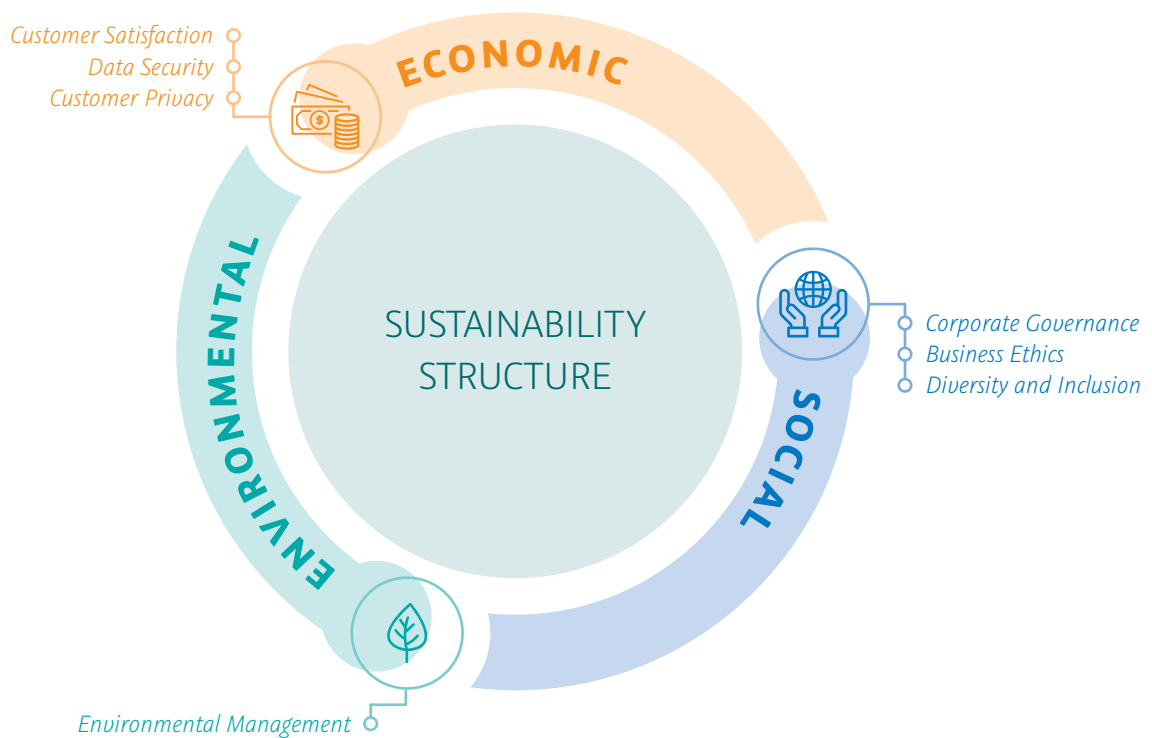 Customer Satisfaction
Data Security
Customer Privacy
ECONOMIC
$
SUSTAINABILITY
STRUCTURE
Corporate Governance
Business Ethics
Diversity and Inclusion
SOCIAL
ENVIRONMENTAL
Environmental Management